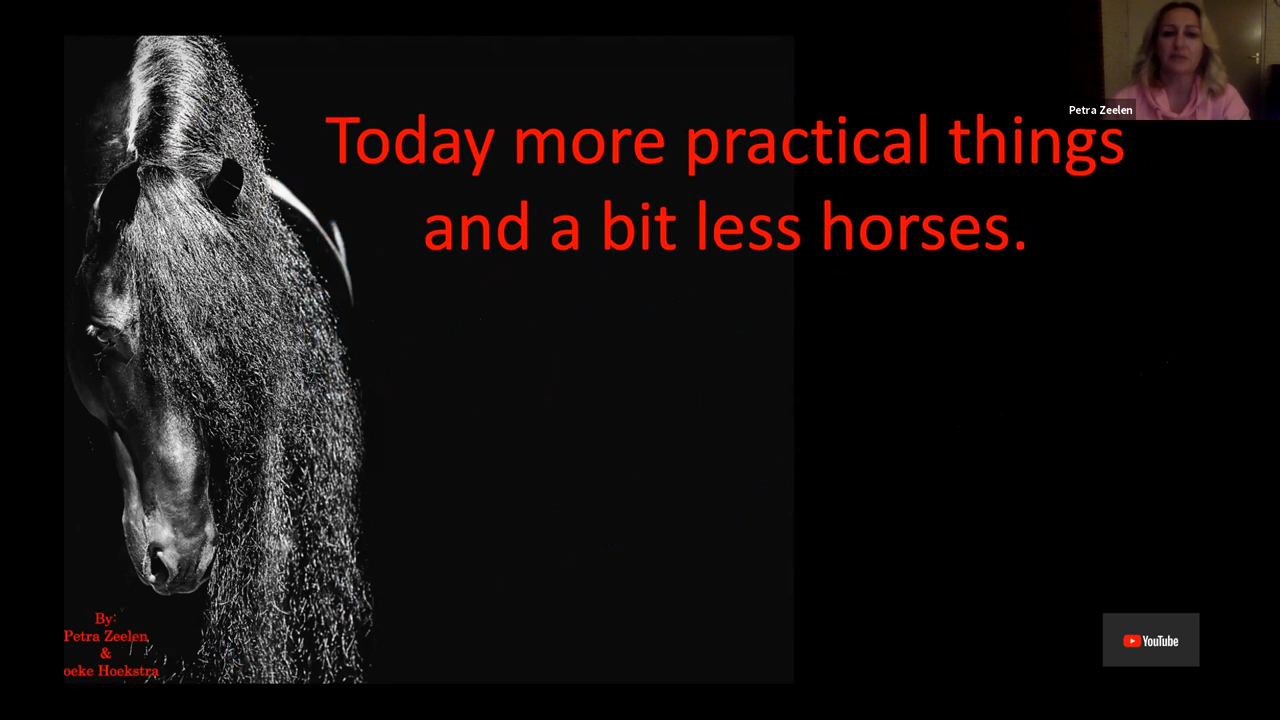 Petra Zeelen
Today more practical things
and a bit less horses.
By:
Petra Zeelen
&
oeke Hoekstra
YouTube